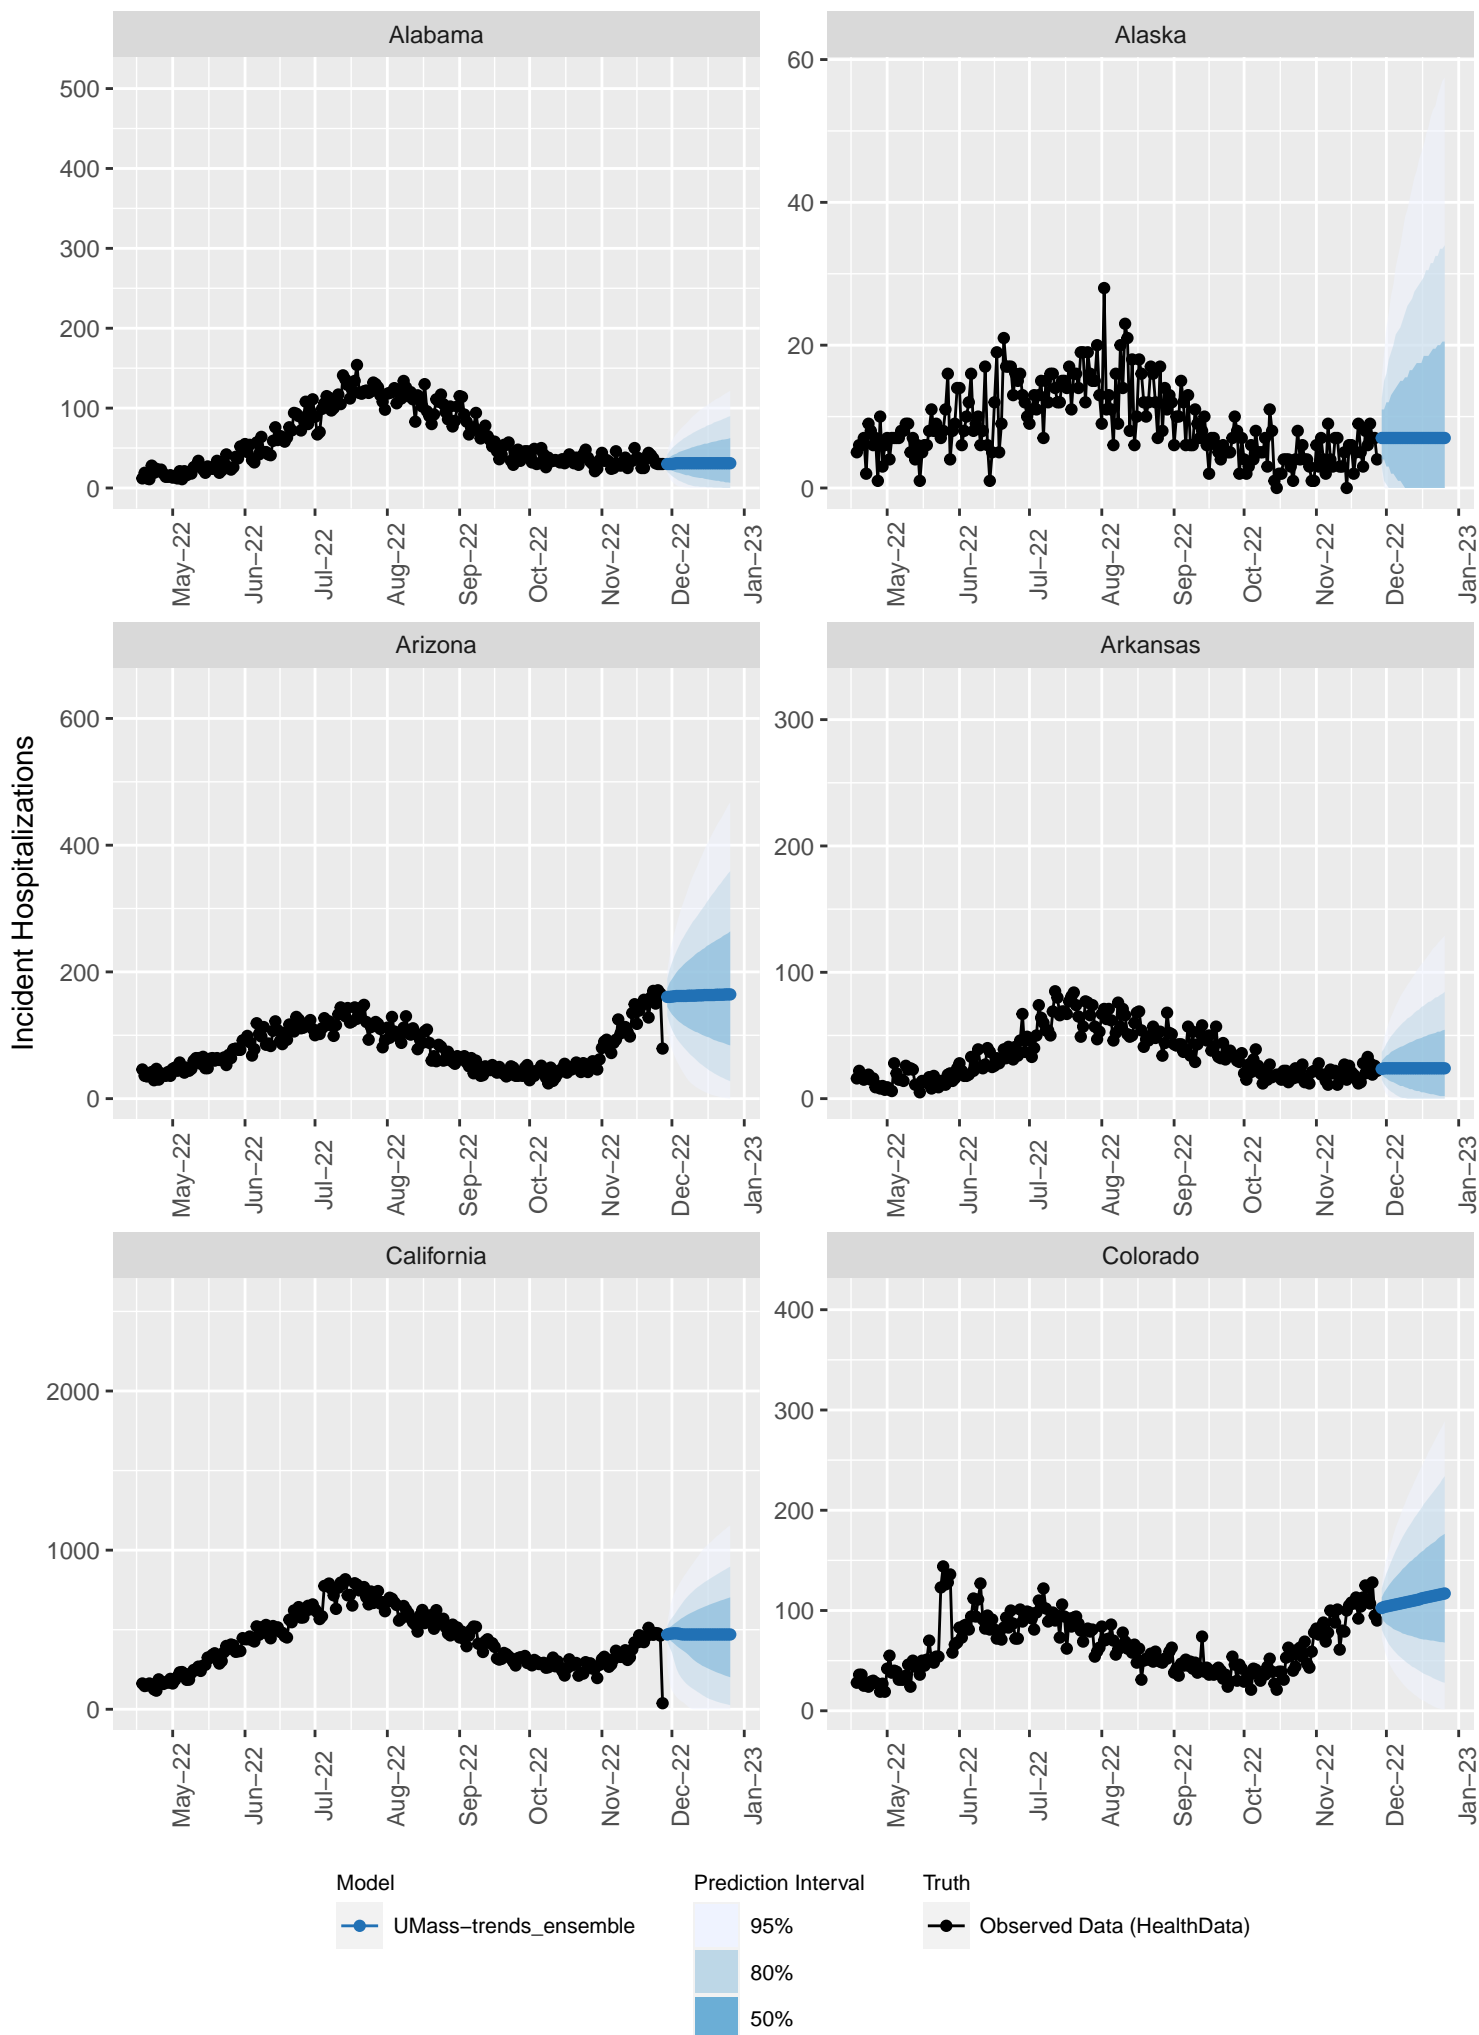 Incident Hospitalizations
Alabama
500
400
300
200
100
0
May−22
Jun−22
Jul−22
Aug−22
Sep−22
Oct−22
Nov−22
Dec−22
Jan−23
Alaska
60
40
20
0
May−22
Jun−22
Jul−22
Aug−22
Sep−22
Oct−22
Nov−22
Dec−22
Jan−23
Arizona
600
400
200
0
May−22
Jun−22
Jul−22
Aug−22
Sep−22
Oct−22
Nov−22
Dec−22
Jan−23
Arkansas
300
200
100
0
May−22
Jun−22
Jul−22
Aug−22
Sep−22
Oct−22
Nov−22
Dec−22
Jan−23
California
2000
1000
0
May−22
Jun−22
Jul−22
Aug−22
Sep−22
Oct−22
Nov−22
Dec−22
Jan−23
Colorado
400
300
200
100
0
May−22
Jun−22
Jul−22
Aug−22
Sep−22
Oct−22
Nov−22
Dec−22
Jan−23
Model
UMass−trends_ensemble
Prediction Interval
95%
80%
50%
Truth
Observed Data (HealthData)